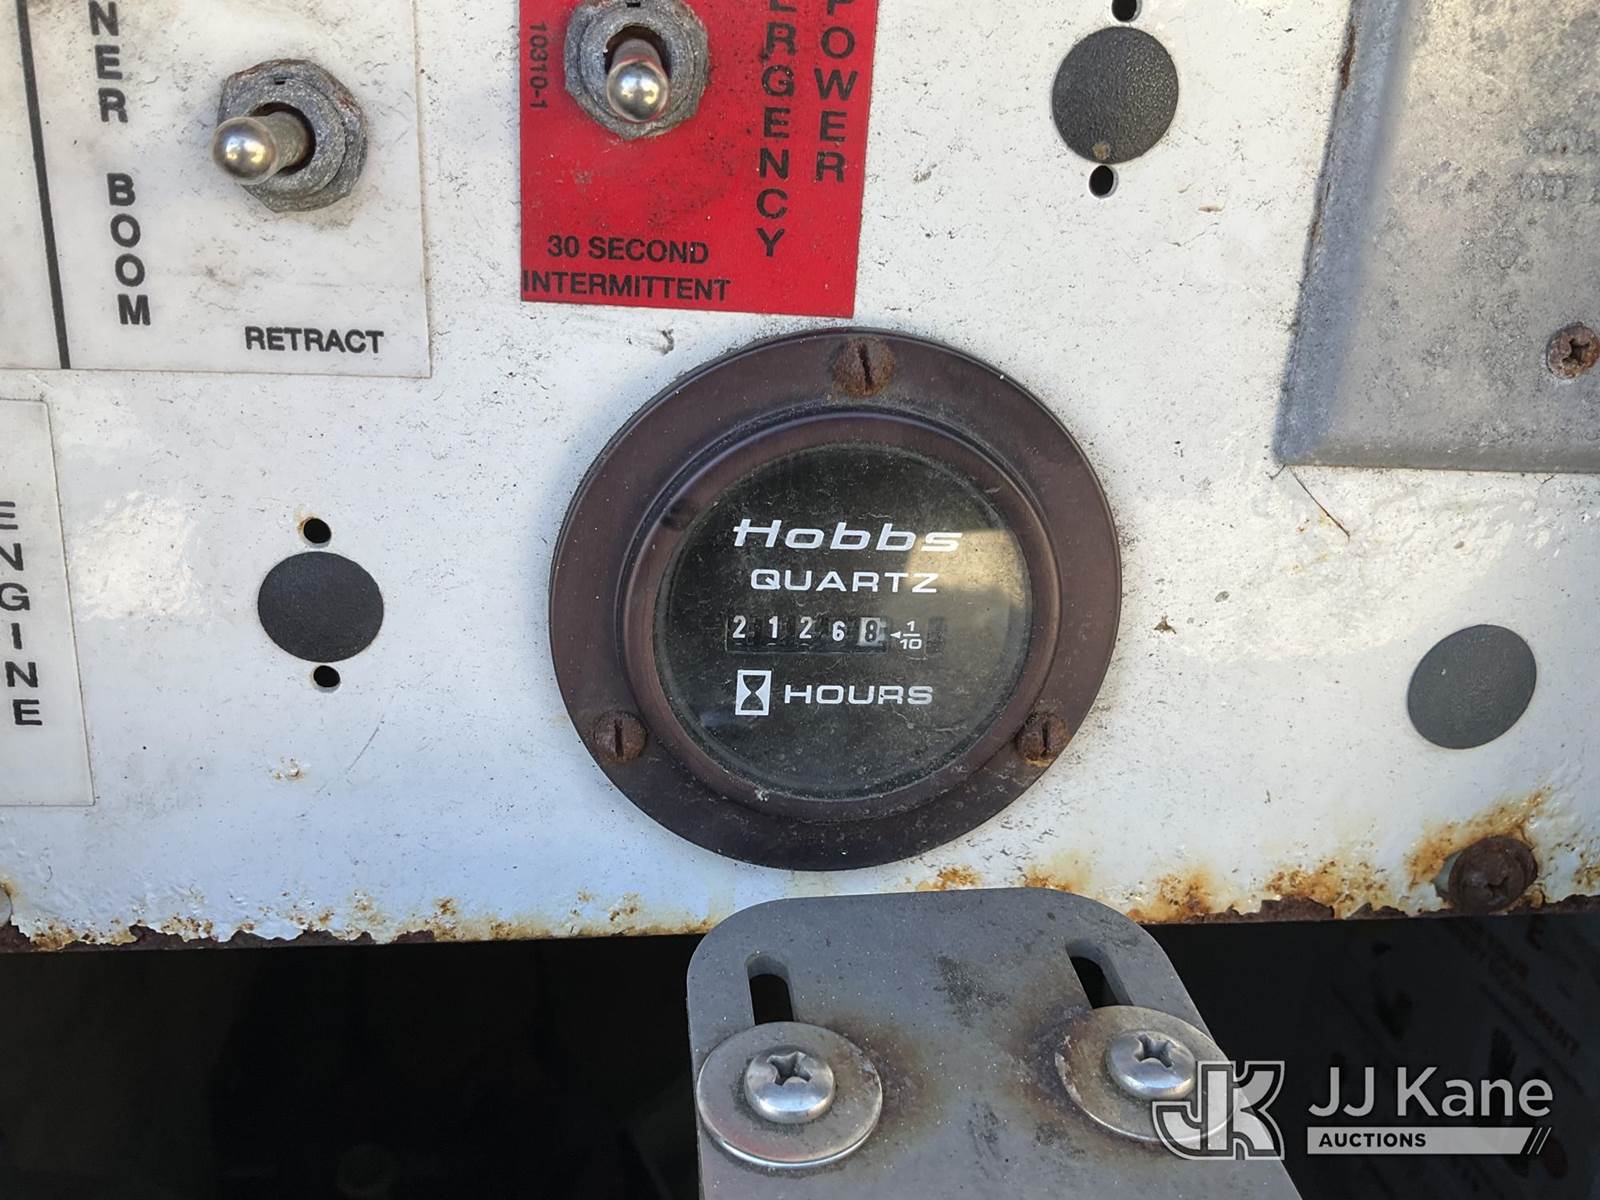 NER BOOM
RETRACT
10310-1
RGENCY
POWER
30 SECOND
INTERMITTENT
ENGINE
Hobbs
QUARTZ
21268 1/10
HOURS
JK
JJ Kane
AUCTIONS